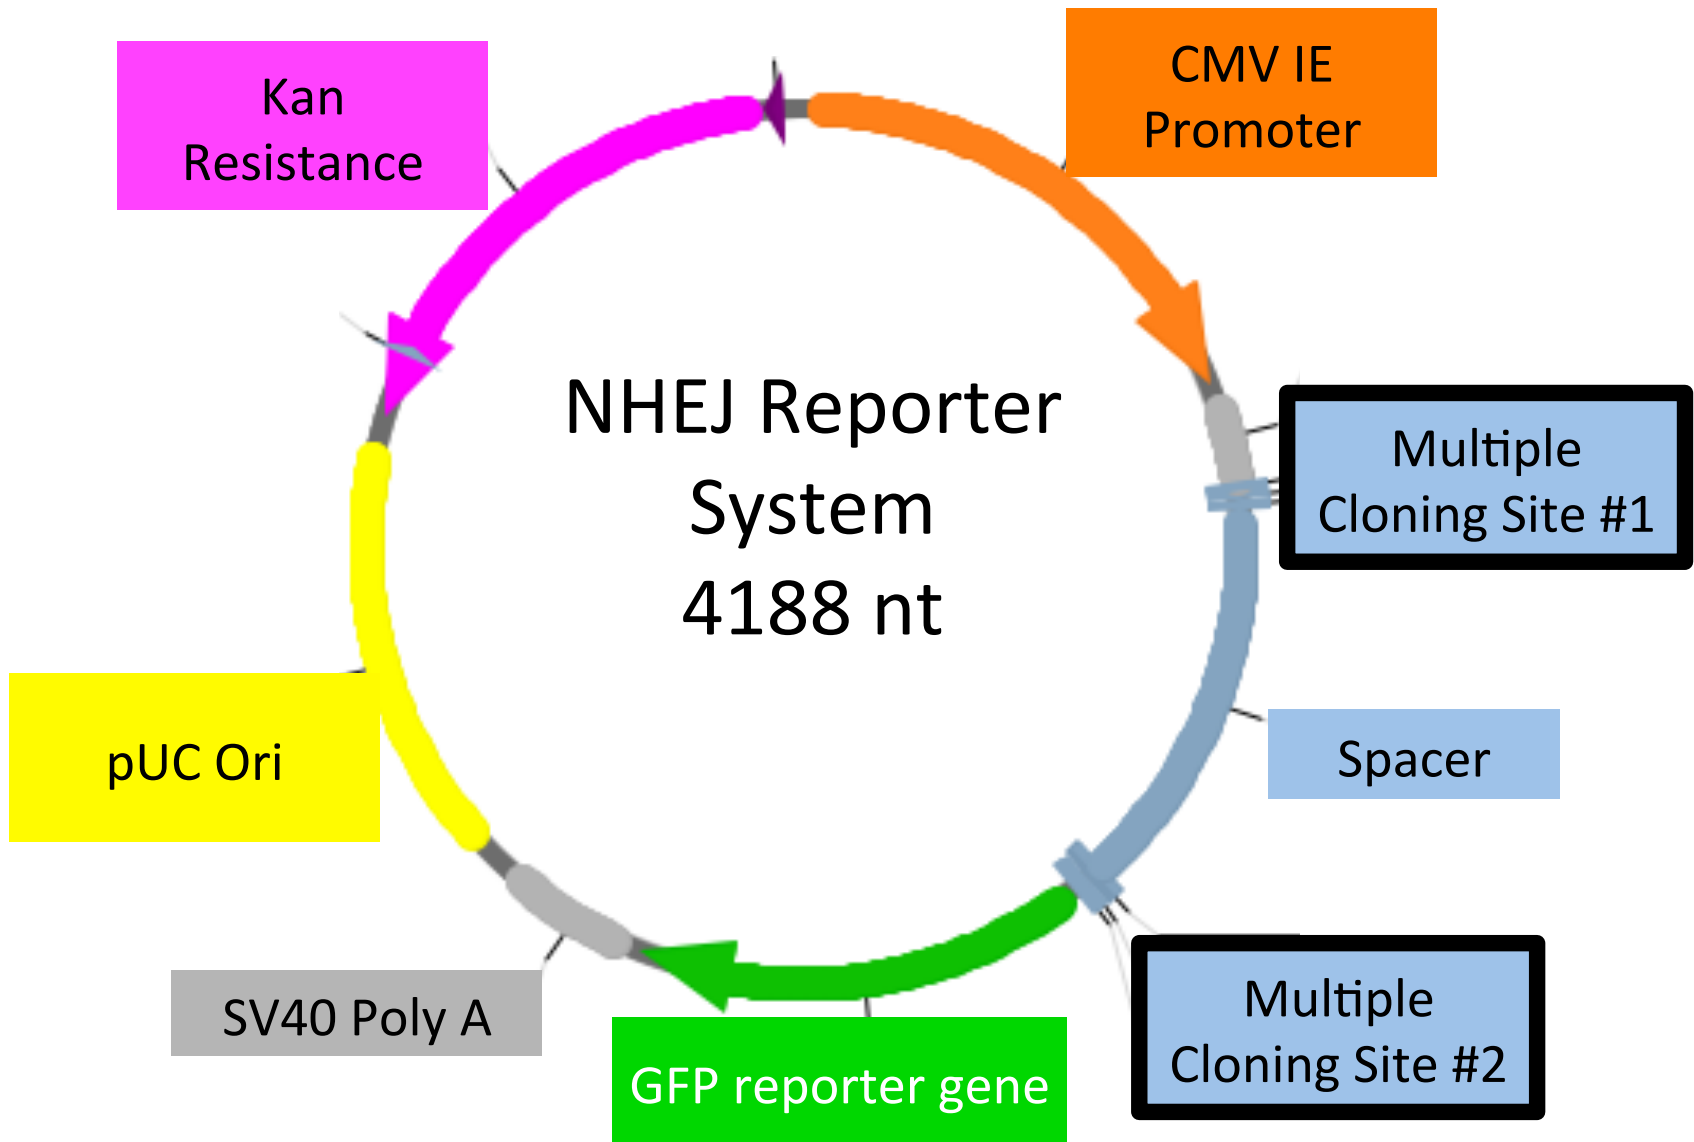 Kan
Resistance
CMV IE
Promoter
NHEJ Reporter
System
4188 nt
Multiple
Cloning Site #1
pUC Ori
Spacer
SV40 Poly A
GFP reporter gene
Multiple
Cloning Site #2